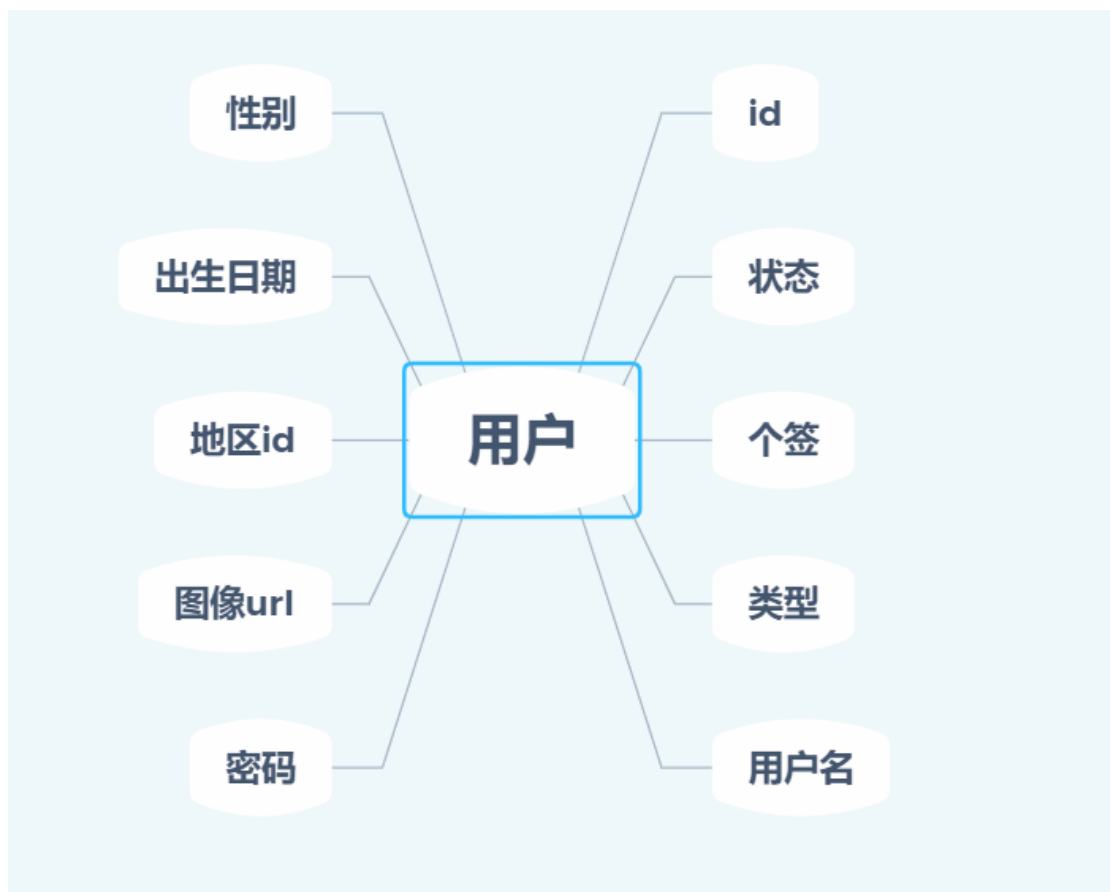 性别
id
出生日期
状态
地区id
用户
个签
图像url
类型
密码
用户名